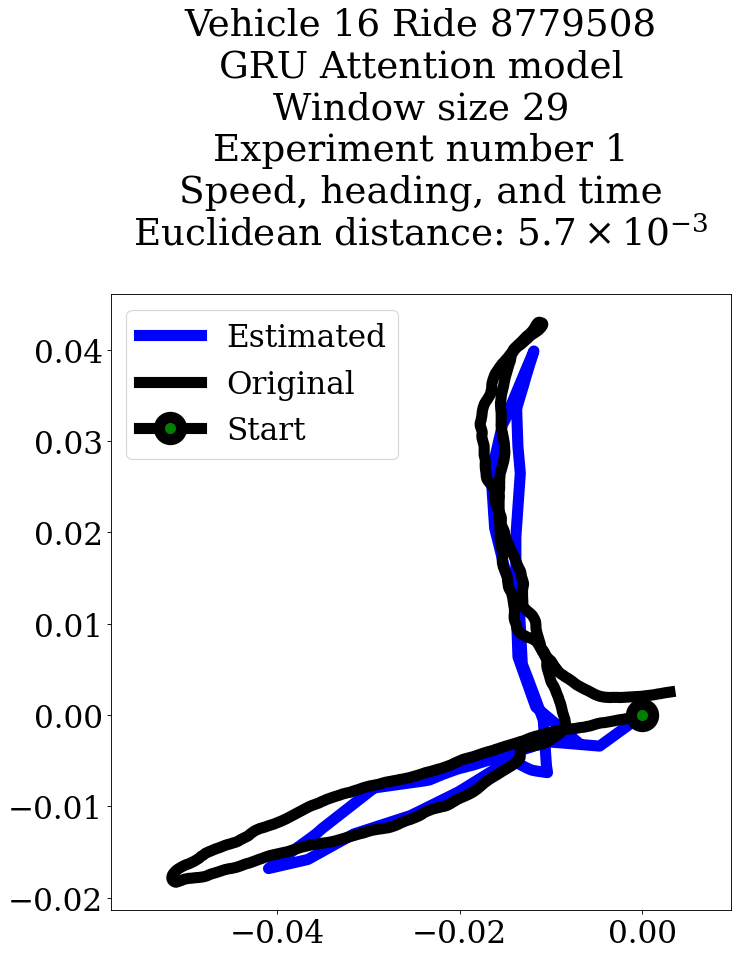 Vehicle 16 Ride 8779508
GRU Attention model
Window size 29
Experiment number 1
Speed, heading, and time
Euclidean distance: 5.7 × 10⁻³
Estimated
Original
Start
0.04
0.03
0.02
0.01
0.00
−0.01
−0.02
−0.04 −0.02 0.00